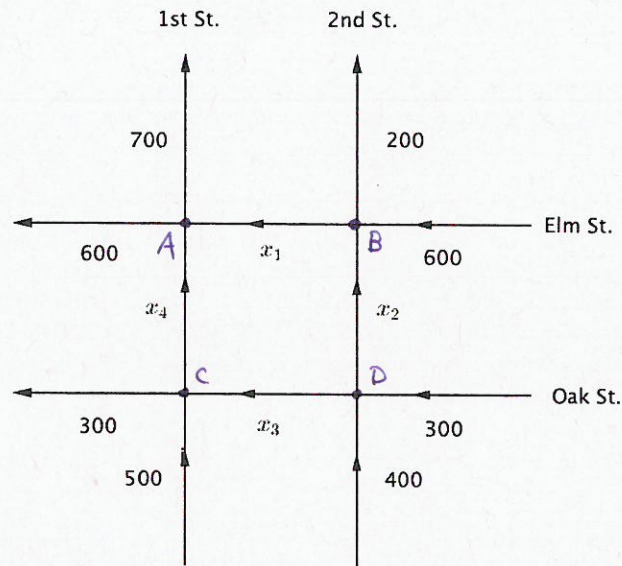 1st St. 2nd St.
700 200
Elm St.
A B
600 x₁ 600
x₄ x₂
C D
Oak St.
300 x₃ 300
500 400